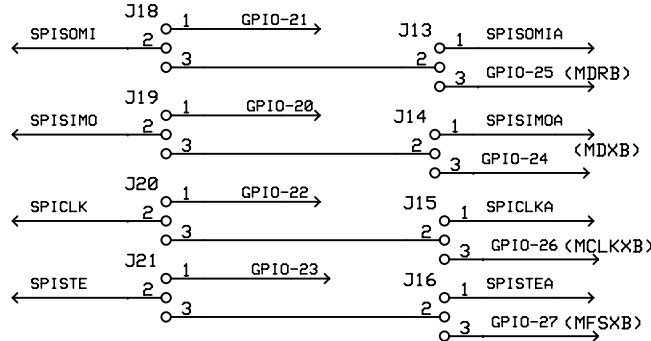 J18
1 GPIO-21
SPISOMI 2
3
J13
1 SPISOMIA
2
3 GPIO-25 (MDRB)
J19
1 GPIO-20
SPISIMO 2
3
J14
1 SPISIMOA
(MDXB)
2
3 GPIO-24
J20
1 GPIO-22
SPICLK 2
3
J15
1 SPICLKA
2
3 GPIO-26 (MCLKXB)
J21
1 GPIO-23
SPISTE 2
3
J16
1 SPISTEA
2
3 GPIO-27 (MFSXB)